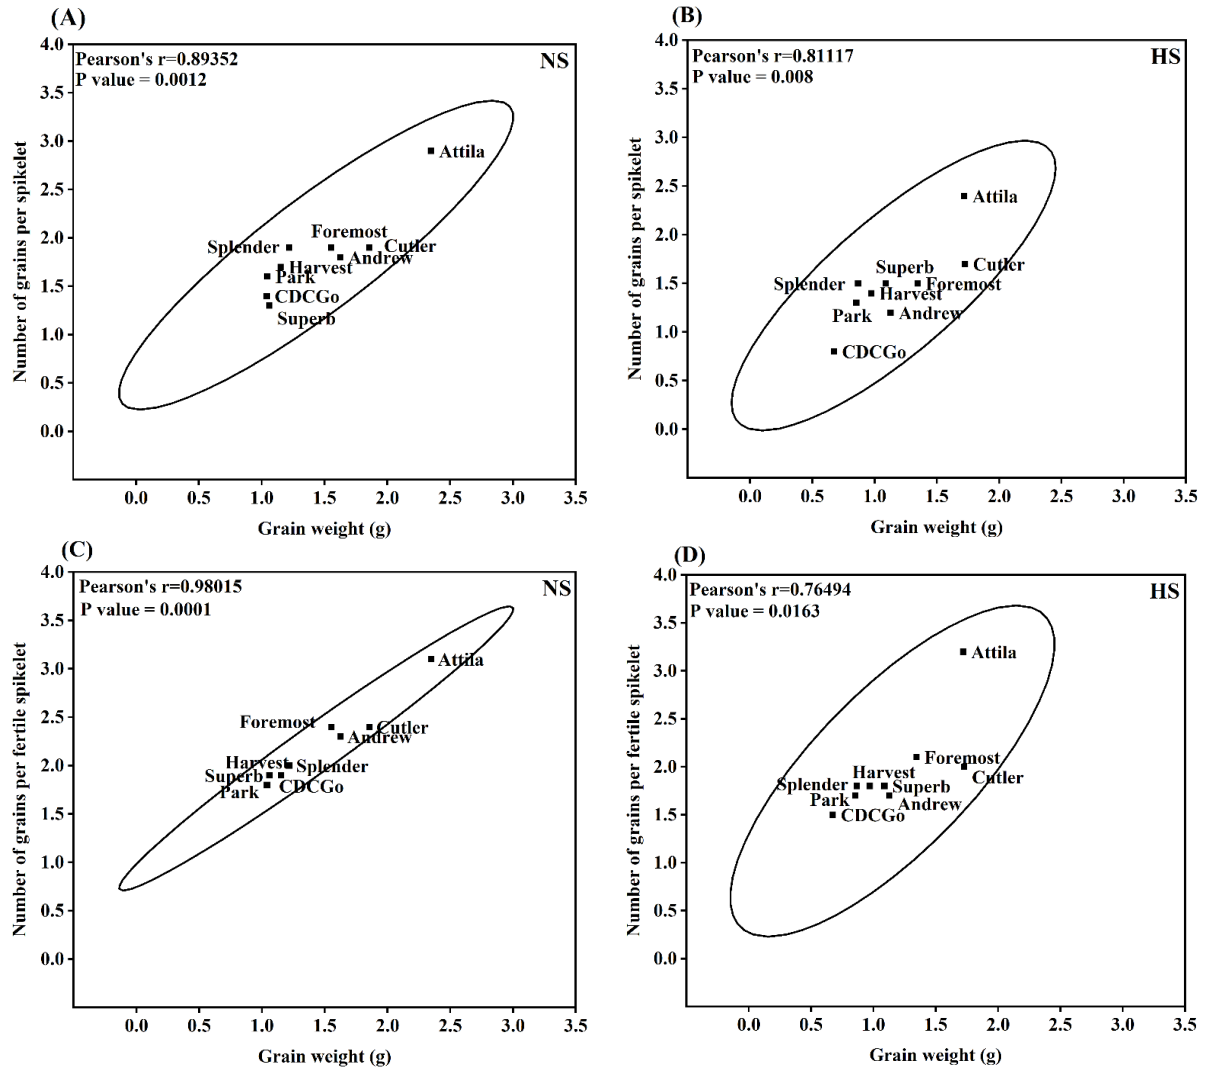 (A)
Pearson's r=0.89352
P value = 0.0012
NS
4.0
3.5
3.0
2.5
2.0
1.5
1.0
0.5
0.0
Number of grains per spikelet
Attila
Foremost
Splender
Cutler
Andrew
Harvest
Park
CDCGo
Superb
0.0 0.5 1.0 1.5 2.0 2.5 3.0 3.5
Grain weight (g)
(B)
Pearson's r=0.81117
P value = 0.008
HS
4.0
3.5
3.0
2.5
2.0
1.5
1.0
0.5
0.0
Number of grains per spikelet
Attila
Cutler
Superb
Splender
Foremost
Harvest
Park
Andrew
CDCGo
0.0 0.5 1.0 1.5 2.0 2.5 3.0 3.5
Grain weight (g)
(C)
Pearson's r=0.98015
P value = 0.0001
NS
4.0
3.5
3.0
2.5
2.0
1.5
1.0
0.5
0.0
Number of grains per fertile spikelet
Attila
Foremost
Cutler
Andrew
Harvest
Splender
Superb
CDCGo
Park
0.0 0.5 1.0 1.5 2.0 2.5 3.0 3.5
Grain weight (g)
(D)
Pearson's r=0.76494
P value = 0.0163
HS
4.0
3.5
3.0
2.5
2.0
1.5
1.0
0.5
0.0
Number of grains per fertile spikelet
Attila
Foremost
Cutler
Harvest
Splender
Superb
Park
Andrew
CDCGo
0.0 0.5 1.0 1.5 2.0 2.5 3.0 3.5
Grain weight (g)